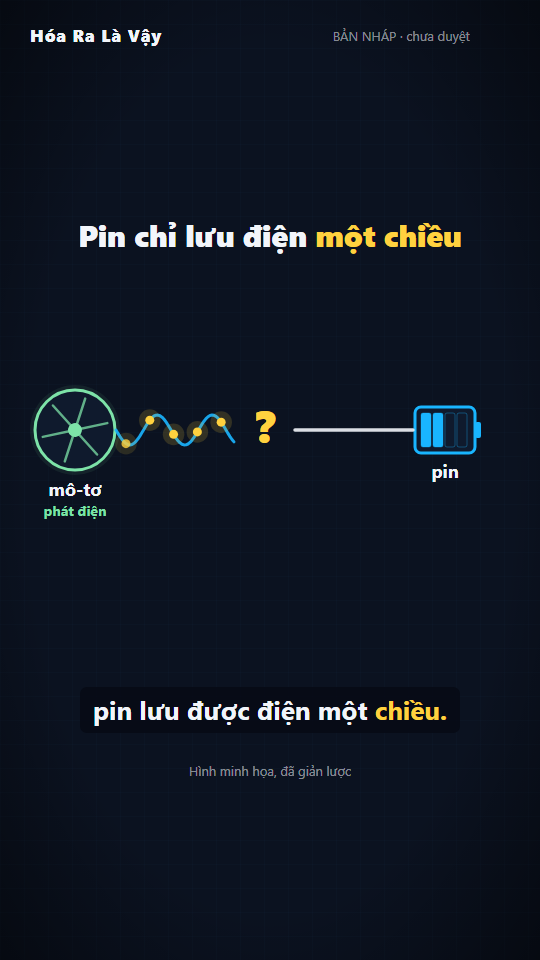 Hóa Ra Là Vậy
BẢN NHÁP · chưa duyệt
Pin chỉ lưu điện một chiều
?
mô-tơ
phát điện
pin
pin lưu được điện một chiều.
Hình minh họa, đã giản lược